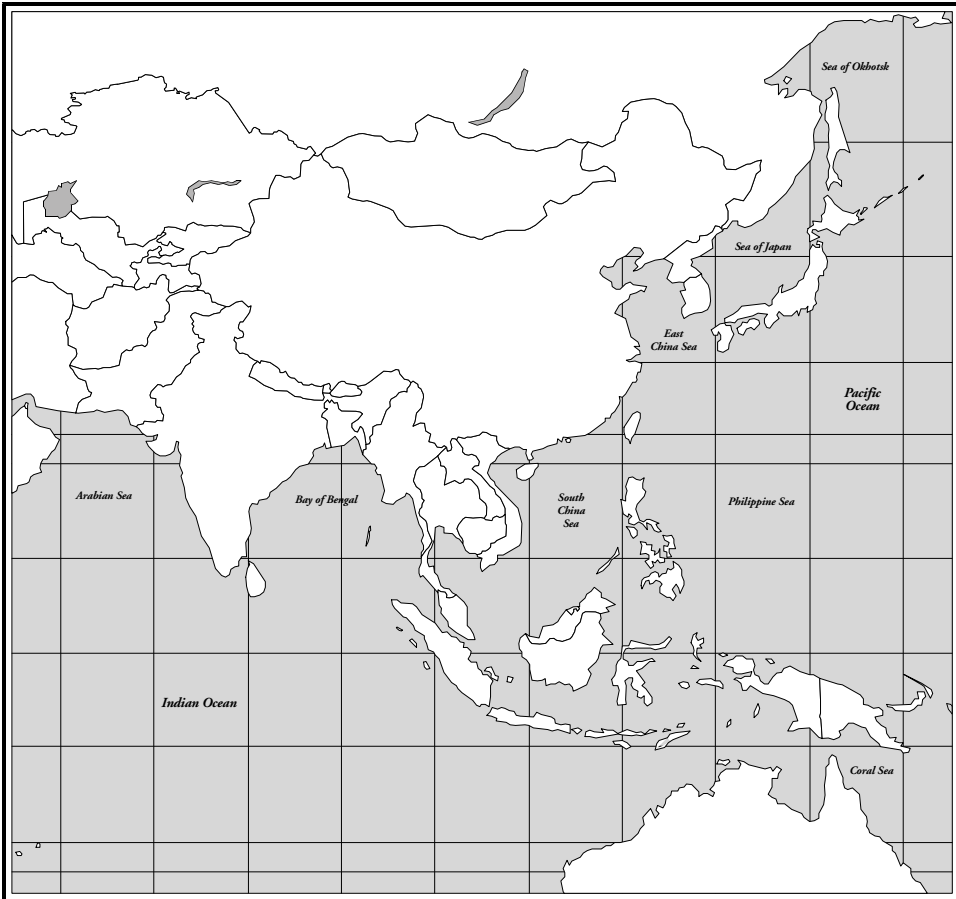 Sea of Okhotsk
Sea of Japan
East
China Sea
Pacific
Ocean
Arabian Sea
Bay of Bengal
South
China
Sea
Philippine Sea
Indian Ocean
Coral Sea